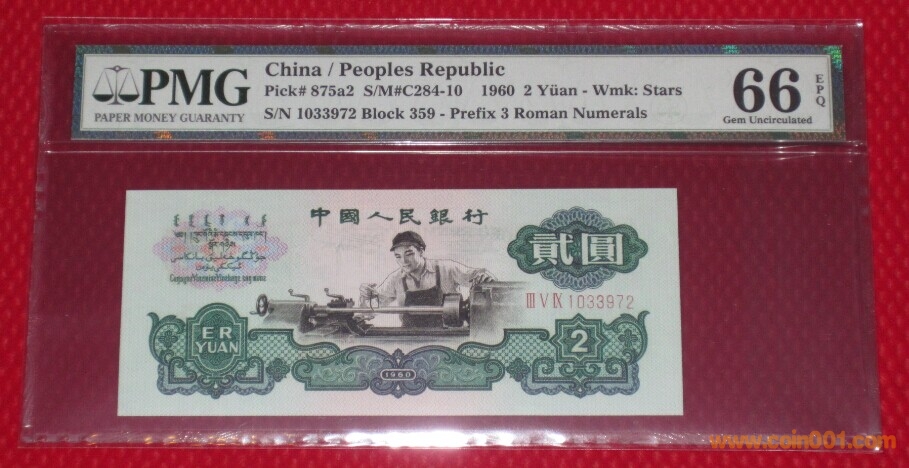 PMG
PAPER MONEY GUARANTY
China / Peoples Republic
Pick# 875a2 S/M#C284-10 1960 2 Yüan - Wmk: Stars
S/N 1033972 Block 359 - Prefix 3 Roman Numerals
66
EPQ
Gem Uncirculated
中國人民銀行
貳圓
III V IX 1033972
ER
YUAN
2
1960
www.coin001.com